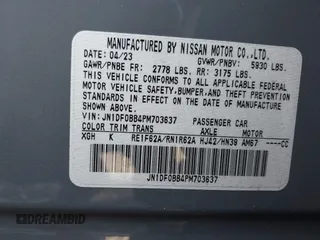 MANUFACTURED BY NISSAN MOTOR CO.,LTD.
DATE: 04/23 GVWR/PNBV: 5930 LBS.
GAWR/PNBE FR: 2778 LBS. RR: 3175 LBS.
THIS VEHICLE CONFORMS TO ALL APPLICABLE
FEDERAL MOTOR VEHICLE SAFETY,BUMPER,AND THEFT
PREVENTION STANDARDS IN EFFECT ON THE DATE OF
MANUFACTURE SHOWN ABOVE.
VIN: JN1DF0BB4PM703637 PASSENGER CAR
COLOR TRIM TRANS AXLE MOTOR
XGH K RE1F62A/RN1R62A HJ42/HN39 AM67 ----CC
JN1DF0BB4PM703637
DREAMBID